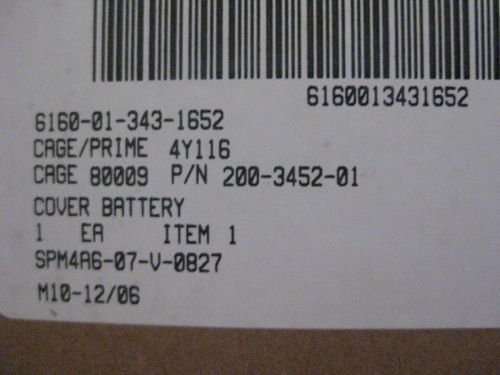 6160013431652
6160-01-343-1652
CAGE/PRIME 4Y116
CAGE 80009 P/N 200-3452-01
COVER BATTERY
1 EA ITEM 1
SPM4A6-07-V-0827
M10-12/06